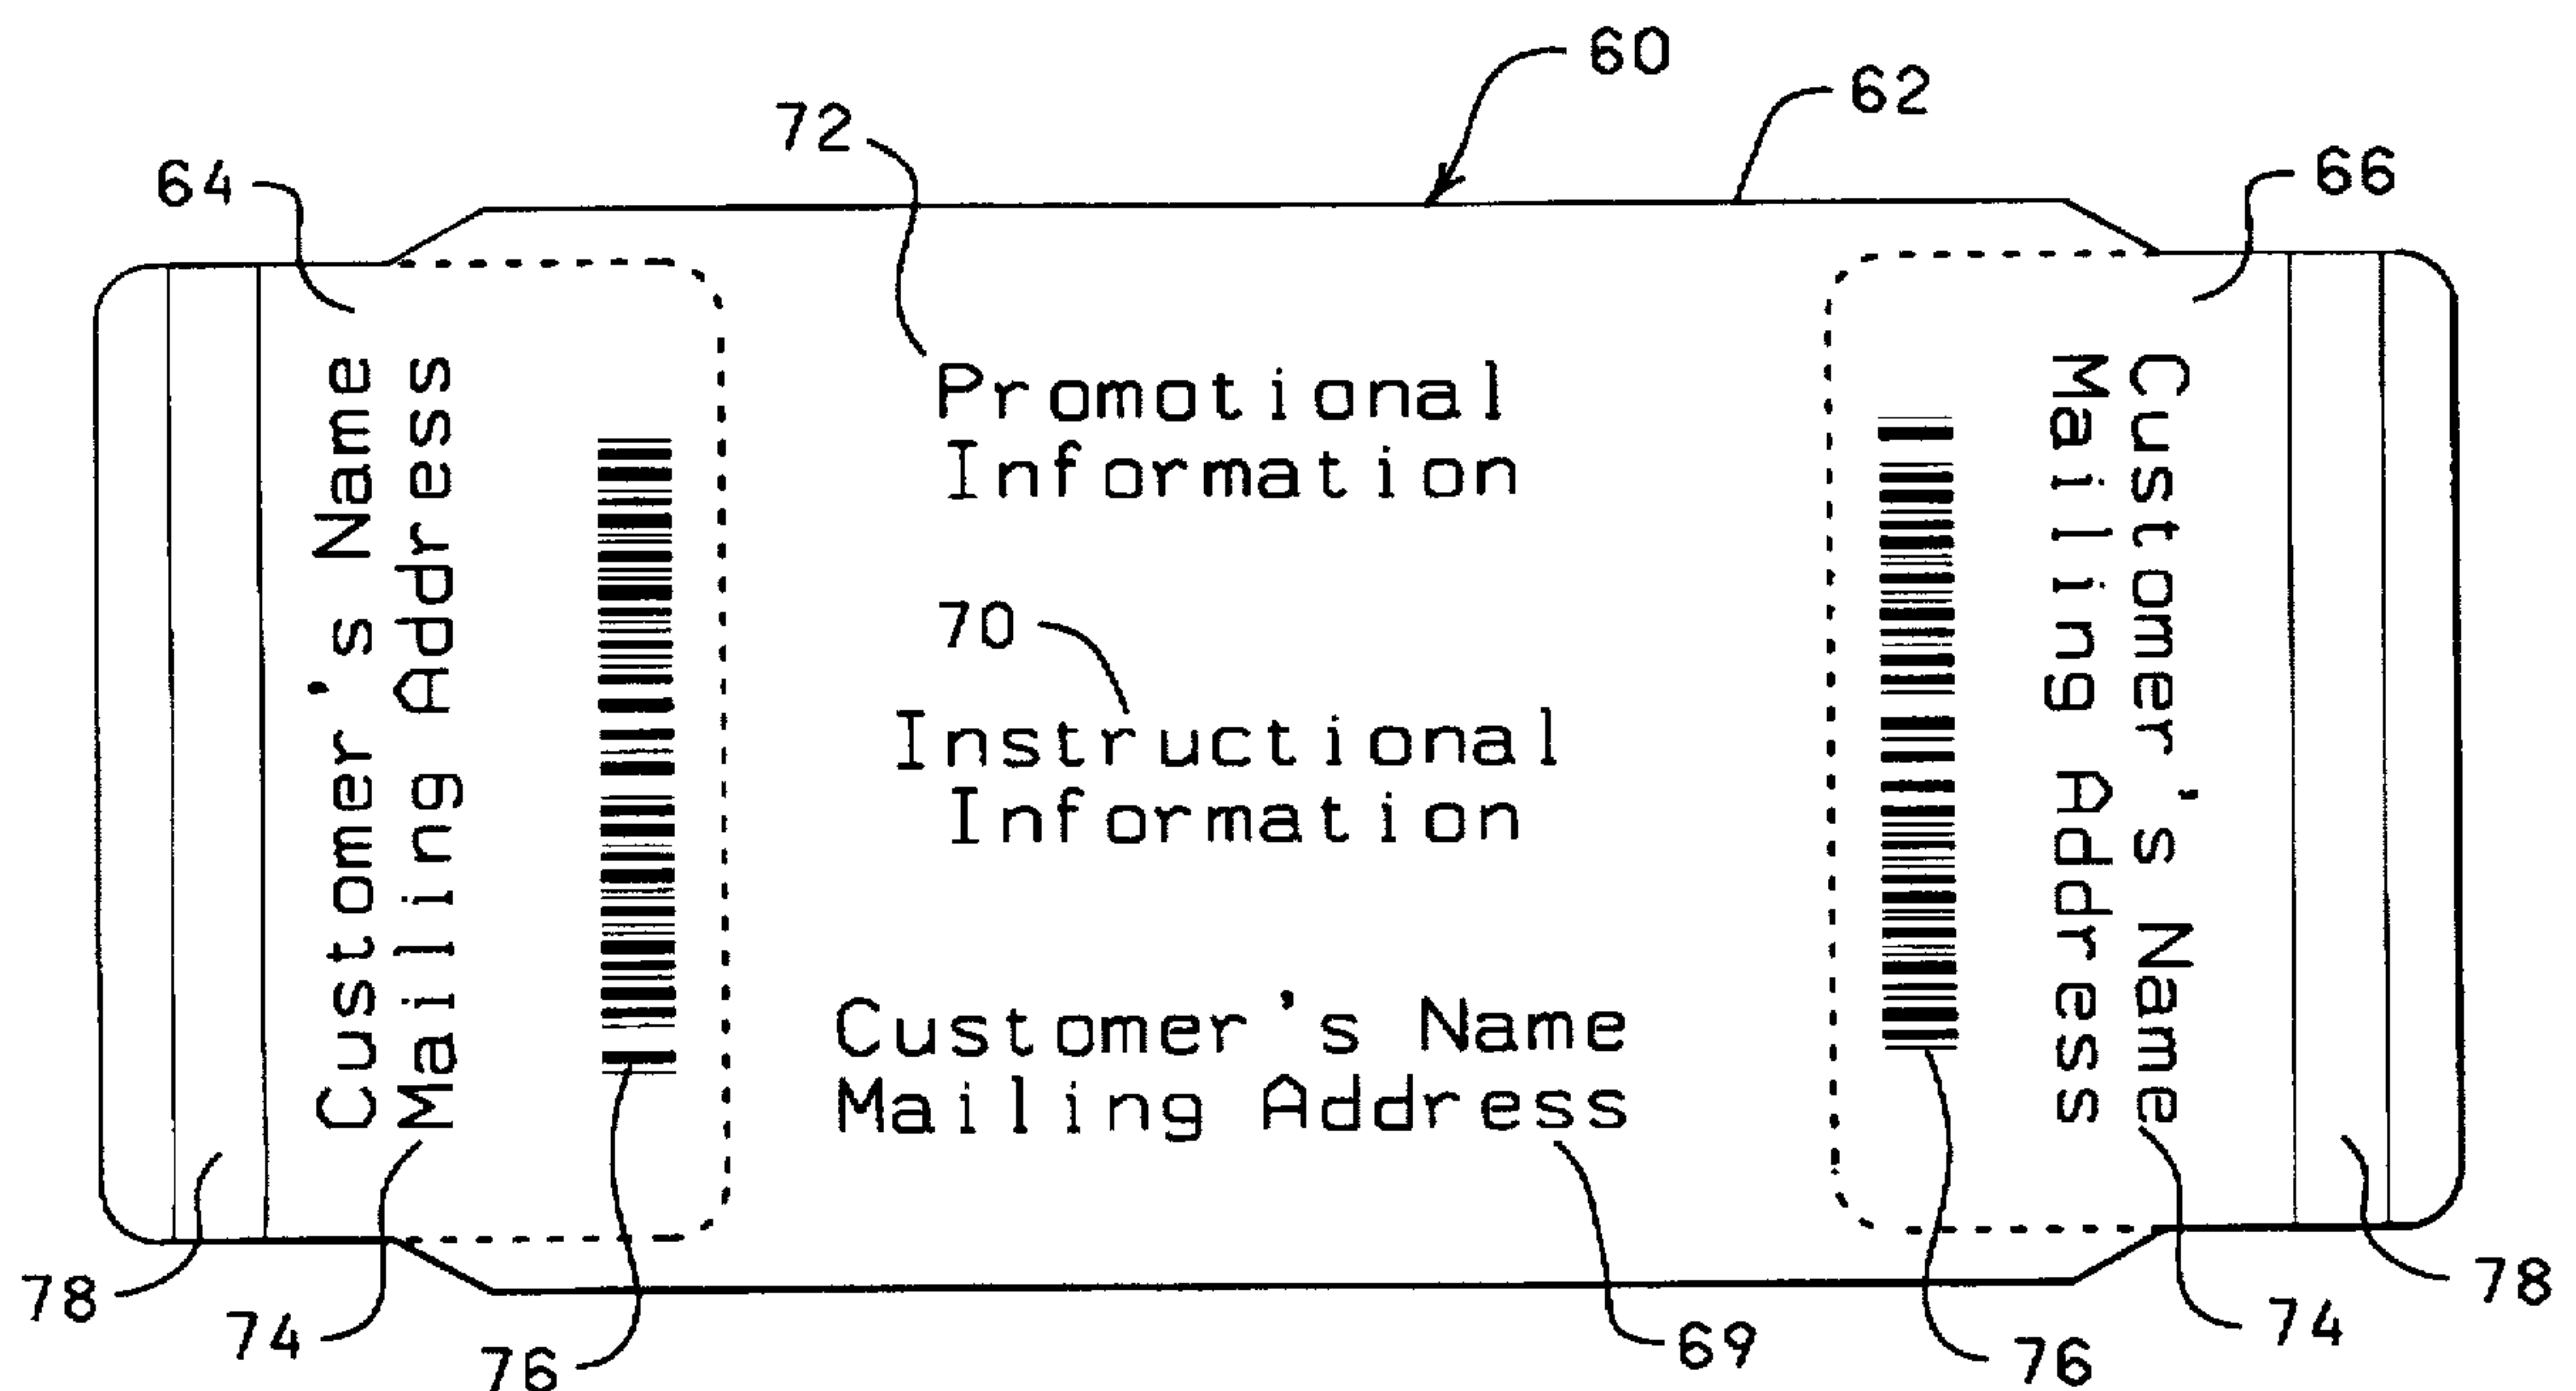 60
62
72
64
66
Customer's Name
Mailing Address
Promotional
Information
70
Instructional
Information
Customer's Name
Mailing Address
Customer's Name
Mailing Address
78
74
76
69
76
74
78